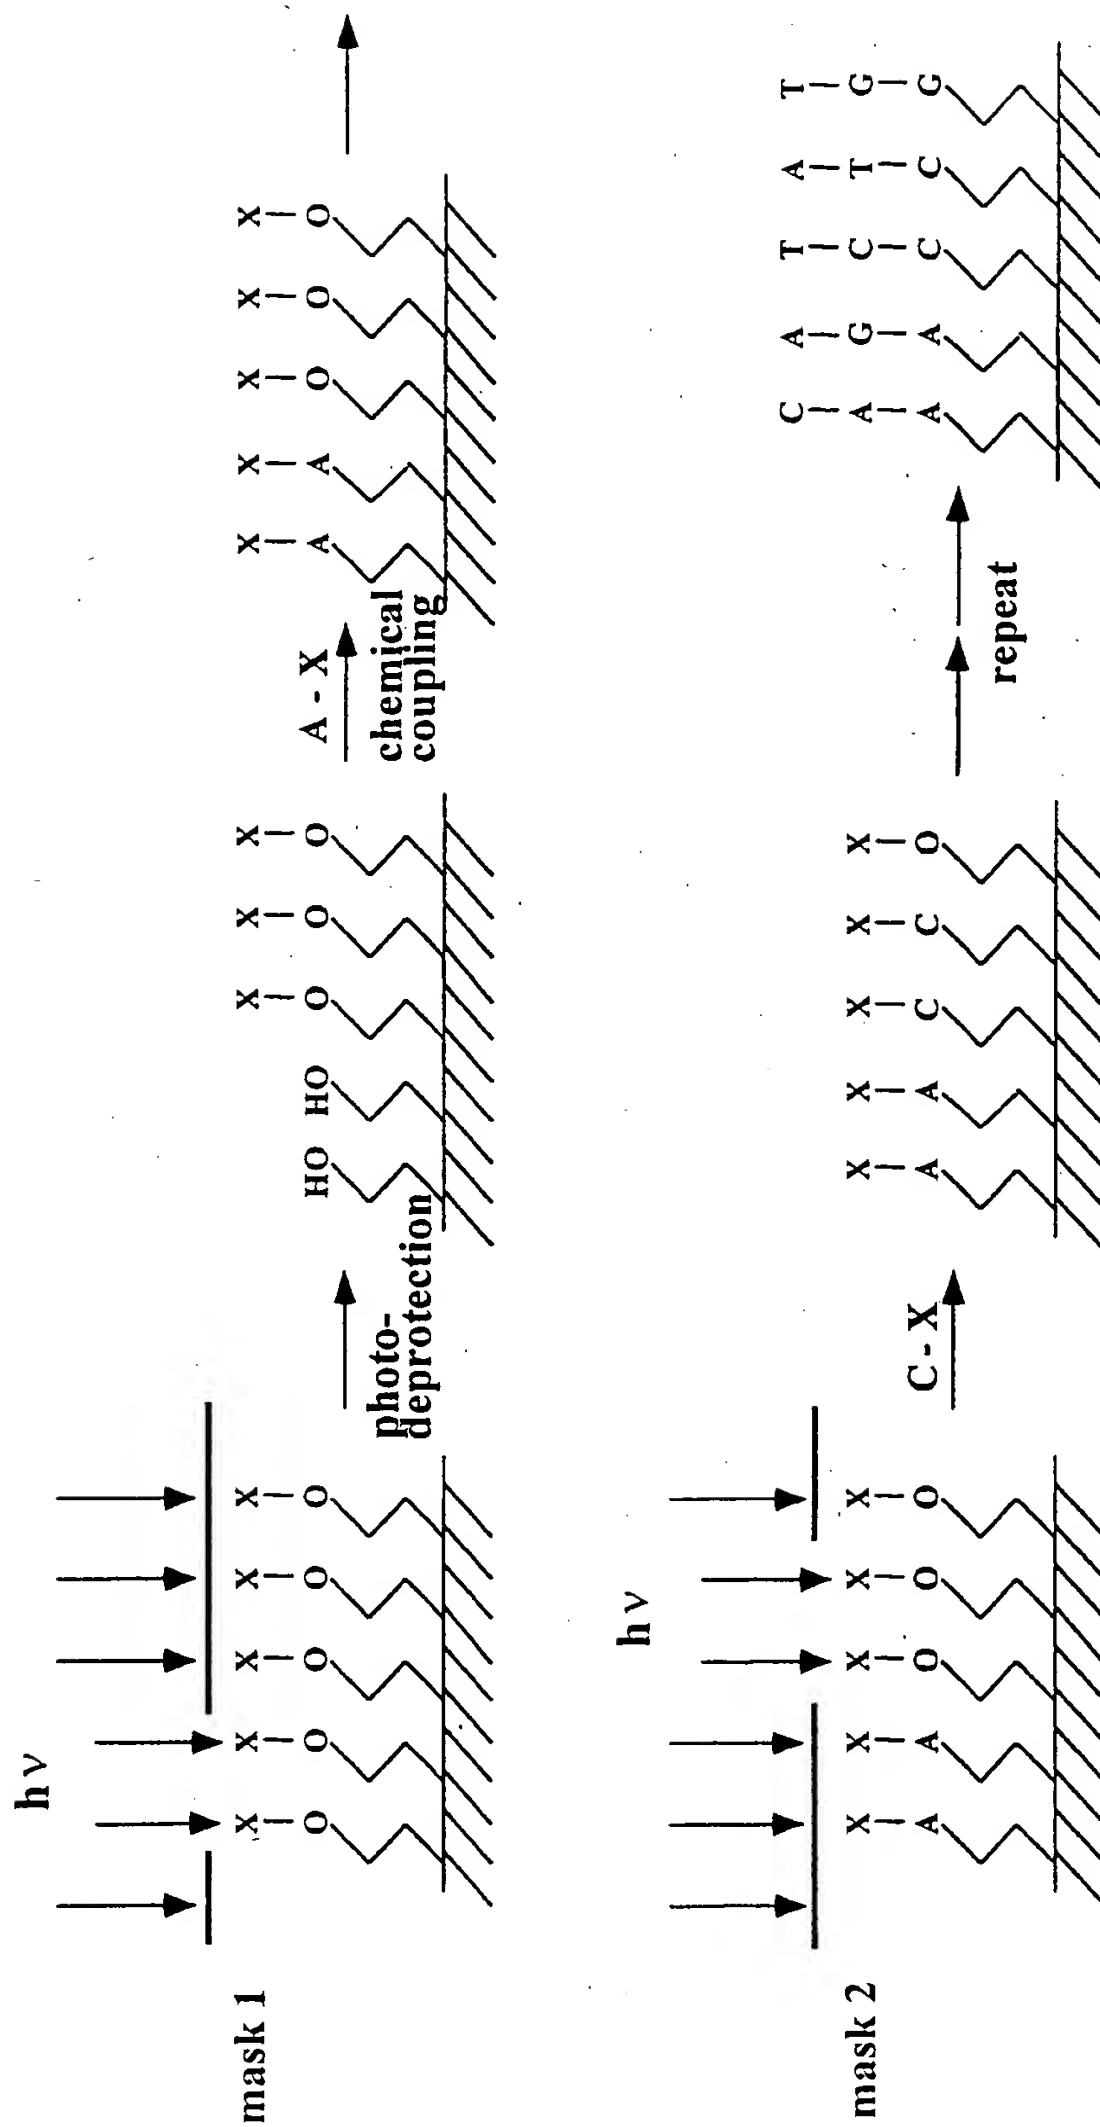 hν
mask 1
X X X X X
O O O O O
photo-
deprotection
X X X
HO HO O O O
A - X
chemical
coupling
X X X X X
A A O O O
hν
mask 2
X X X X X
A A O O O
C - X
X X X X X
A A C C O
repeat
C A T A T
A G C T G
A A C C G